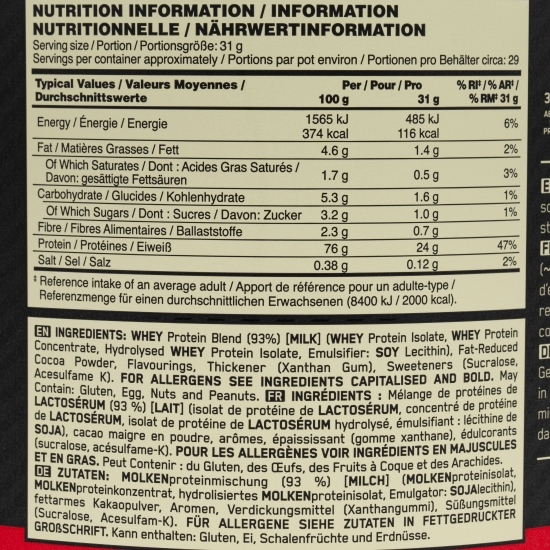 NUTRITION INFORMATION / INFORMATION
NUTRITIONNELLE / NÄHRWERTINFORMATION
Serving size / Portion / Portionsgröße: 31 g
Servings per container approximately / Portions par pot environ / Portionen pro Behälter circa: 29
Typical Values / Valeurs Moyennes / Per / Pour / Pro % RI‡ / % AR‡ /
Durchschnittswerte 100 g 31 g % RM‡ 31 g
Energy / Énergie / Energie 1565 kJ 485 kJ 6%
374 kcal 116 kcal
Fat / Matières Grasses / Fett 4.6 g 1.4 g 2%
Of Which Saturates / Dont : Acides Gras Saturés /
Davon: gesättigte Fettsäuren 1.7 g 0.5 g 3%
Carbohydrate / Glucides / Kohlenhydrate 5.3 g 1.6 g 1%
Of Which Sugars / Dont : Sucres / Davon: Zucker 3.2 g 1.0 g 1%
Fibre / Fibres Alimentaires / Ballaststoffe 2.3 g 0.7 g
Protein / Protéines / Eiweiß 76 g 24 g 47%
Salt / Sel / Salz 0.38 g 0.12 g 2%
‡ Reference intake of an average adult / Apport de référence pour un adulte-type /
Referenzmenge für einen durchschnittlichen Erwachsenen (8400 kJ / 2000 kcal).
EN INGREDIENTS: WHEY Protein Blend (93%) [MILK] (WHEY Protein Isolate, WHEY Protein
Concentrate, Hydrolysed WHEY Protein Isolate, Emulsifier: SOY Lecithin), Fat-Reduced
Cocoa Powder, Flavourings, Thickener (Xanthan Gum), Sweeteners (Sucralose,
Acesulfame K). FOR ALLERGENS SEE INGREDIENTS CAPITALISED AND BOLD. May
Contain: Gluten, Egg, Nuts and Peanuts. FR INGRÉDIENTS : Mélange de protéines de
LACTOSÉRUM (93 %) [LAIT] (isolat de protéine de LACTOSÉRUM, concentré de protéine
de LACTOSÉRUM, isolat de protéine de LACTOSÉRUM hydrolysé, émulsifiant : lécithine de
SOJA), cacao maigre en poudre, arômes, épaississant (gomme xanthane), édulcorants
(sucralose, acésulfame-K). POUR LES ALLERGÈNES VOIR INGRÉDIENTS EN MAJUSCULES
ET EN GRAS. Peut Contenir : du Gluten, des Œufs, des Fruits à Coque et des Arachides.
DE ZUTATEN: MOLKENproteinmischung (93 %) [MILCH] (MOLKENproteinisolat,
MOLKENproteinkonzentrat, hydrolisiertes MOLKENproteinisolat, Emulgator: SOJAlecithin),
fettarmes Kakaopulver, Aromen, Verdickungsmittel (Xanthangummi), Süßungsmittel
(Sucralose, Acesulfam-K). FÜR ALLERGENE SIEHE ZUTATEN IN FETTGEDRUCKTER
GROßSCHRIFT. Kann enthalten: Gluten, Ei, Schalenfrüchte und Erdnüsse.